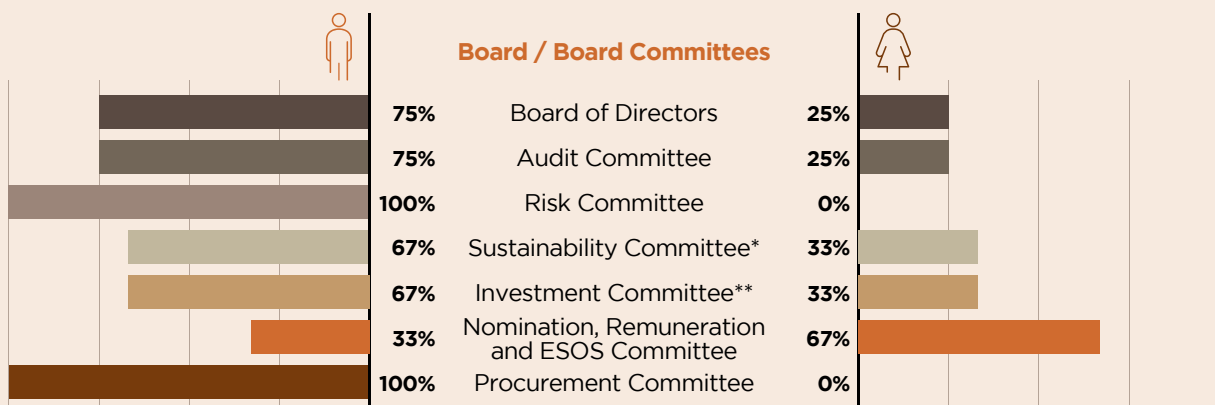 Board / Board Committees
75% Board of Directors 25%
75% Audit Committee 25%
100% Risk Committee 0%
67% Sustainability Committee* 33%
67% Investment Committee** 33%
33% Nomination, Remuneration
and ESOS Committee 67%
100% Procurement Committee 0%